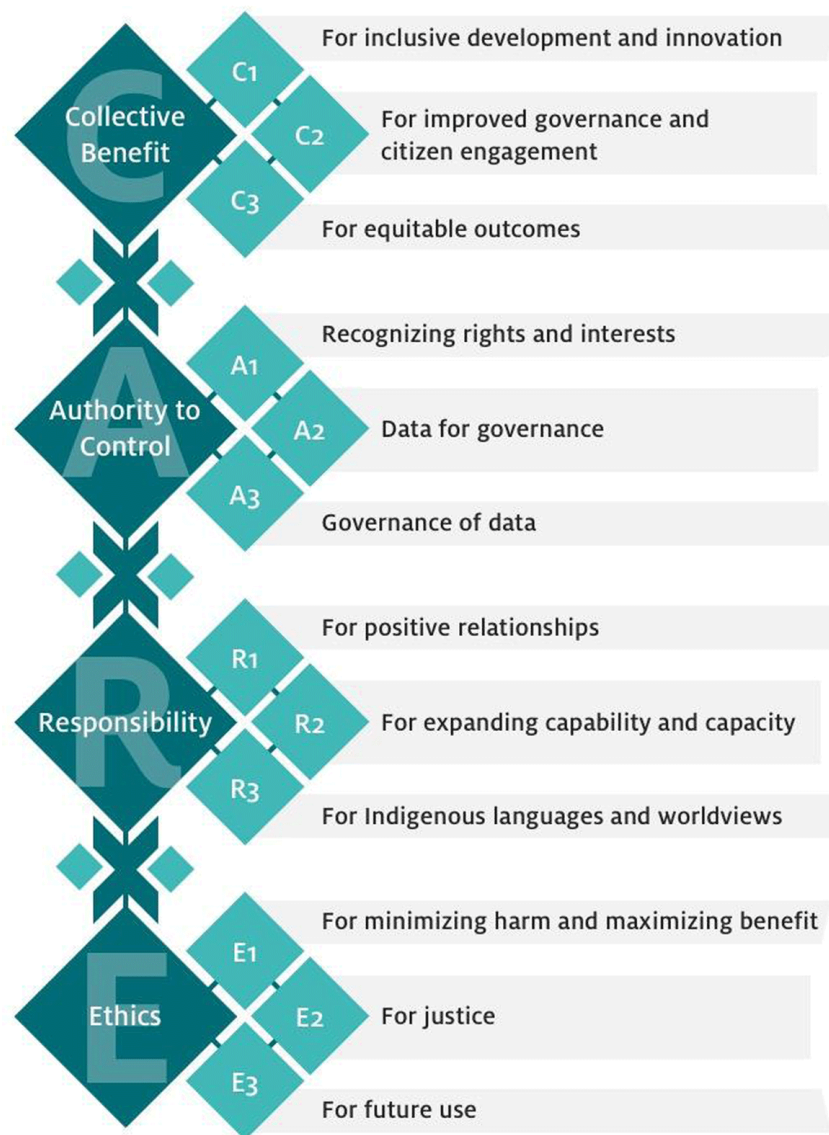 C
Collective
Benefit
C1
For inclusive development and innovation
C2
For improved governance and
citizen engagement
C3
For equitable outcomes
A
Authority to
Control
A1
Recognizing rights and interests
A2
Data for governance
A3
Governance of data
R
Responsibility
R1
For positive relationships
R2
For expanding capability and capacity
R3
For Indigenous languages and worldviews
E
Ethics
E1
For minimizing harm and maximizing benefit
E2
For justice
E3
For future use